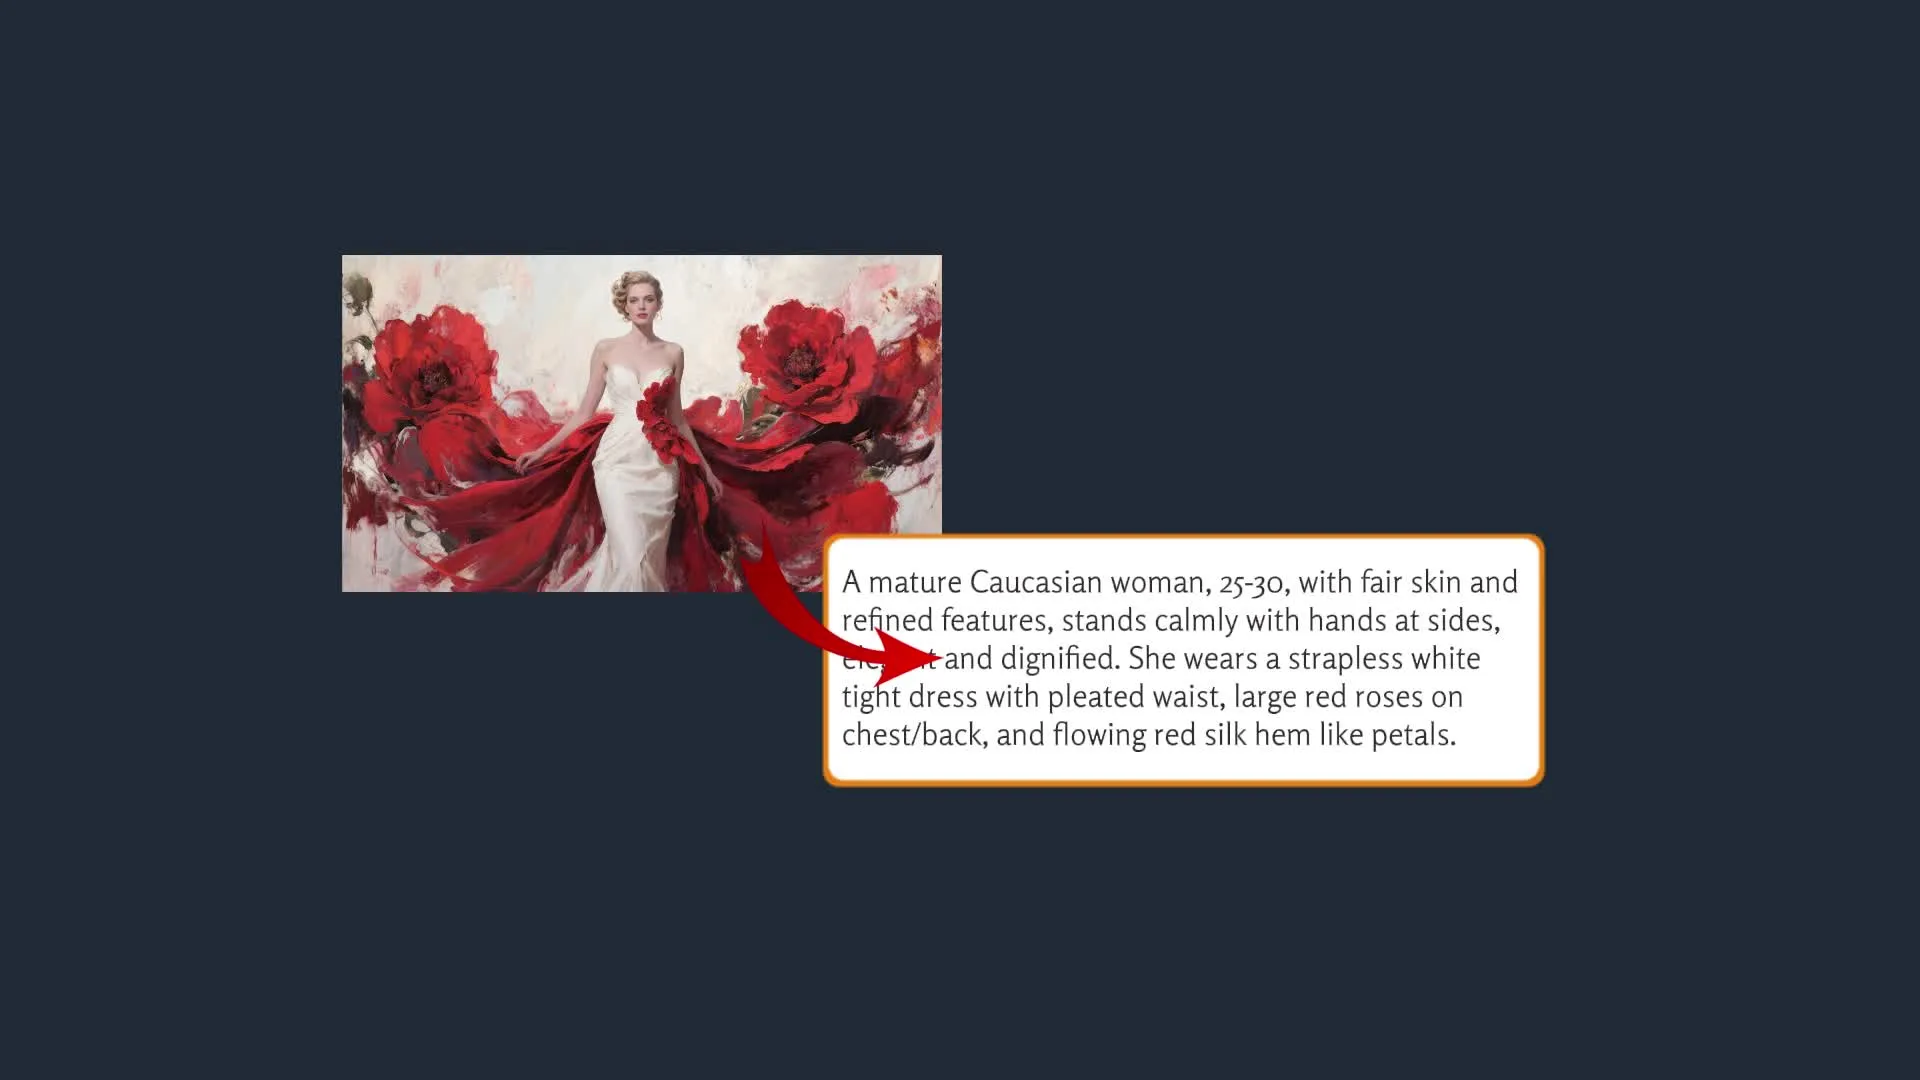 A mature Caucasian woman, 25-30, with fair skin and
refined features, stands calmly with hands at sides,
and dignified. She wears a strapless white
tight dress with pleated waist, large red roses on
chest/back, and flowing red silk hem like petals.